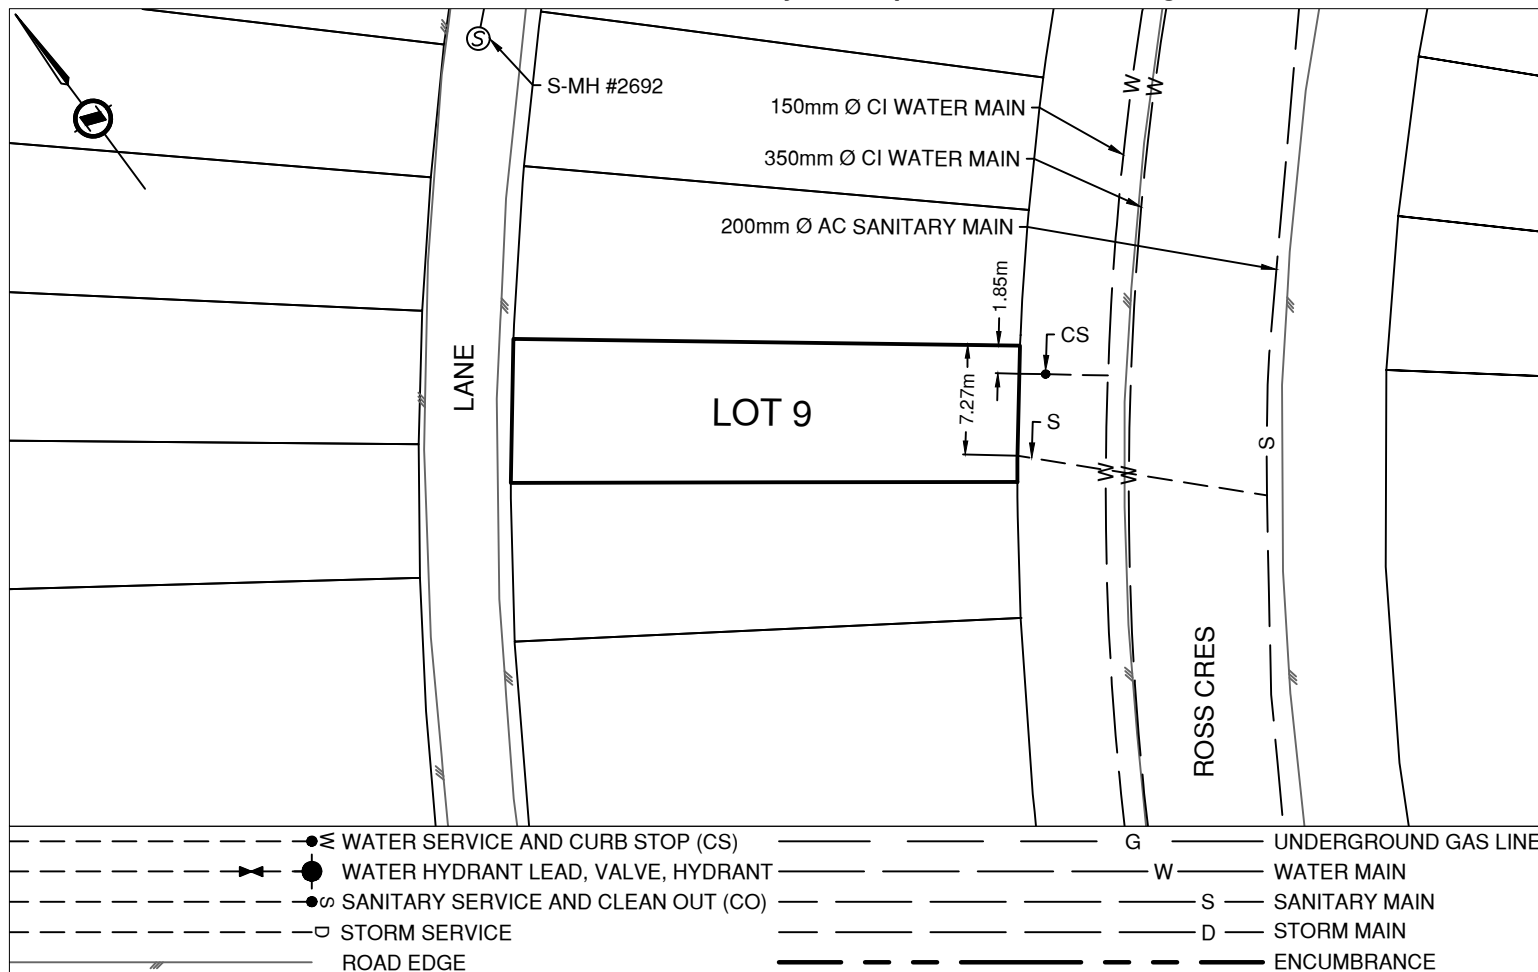 S
S-MH #2692
150mm Ø CI WATER MAIN
W
W
350mm Ø CI WATER MAIN
200mm Ø AC SANITARY MAIN
1.85m
CS
LANE
LOT 9
7.27m
S
S
W
W
ROSS CRES
W WATER SERVICE AND CURB STOP (CS)
WATER HYDRANT LEAD, VALVE, HYDRANT
S SANITARY SERVICE AND CLEAN OUT (CO)
D STORM SERVICE
ROAD EDGE
G UNDERGROUND GAS LINE
W WATER MAIN
S SANITARY MAIN
D STORM MAIN
ENCUMBRANCE